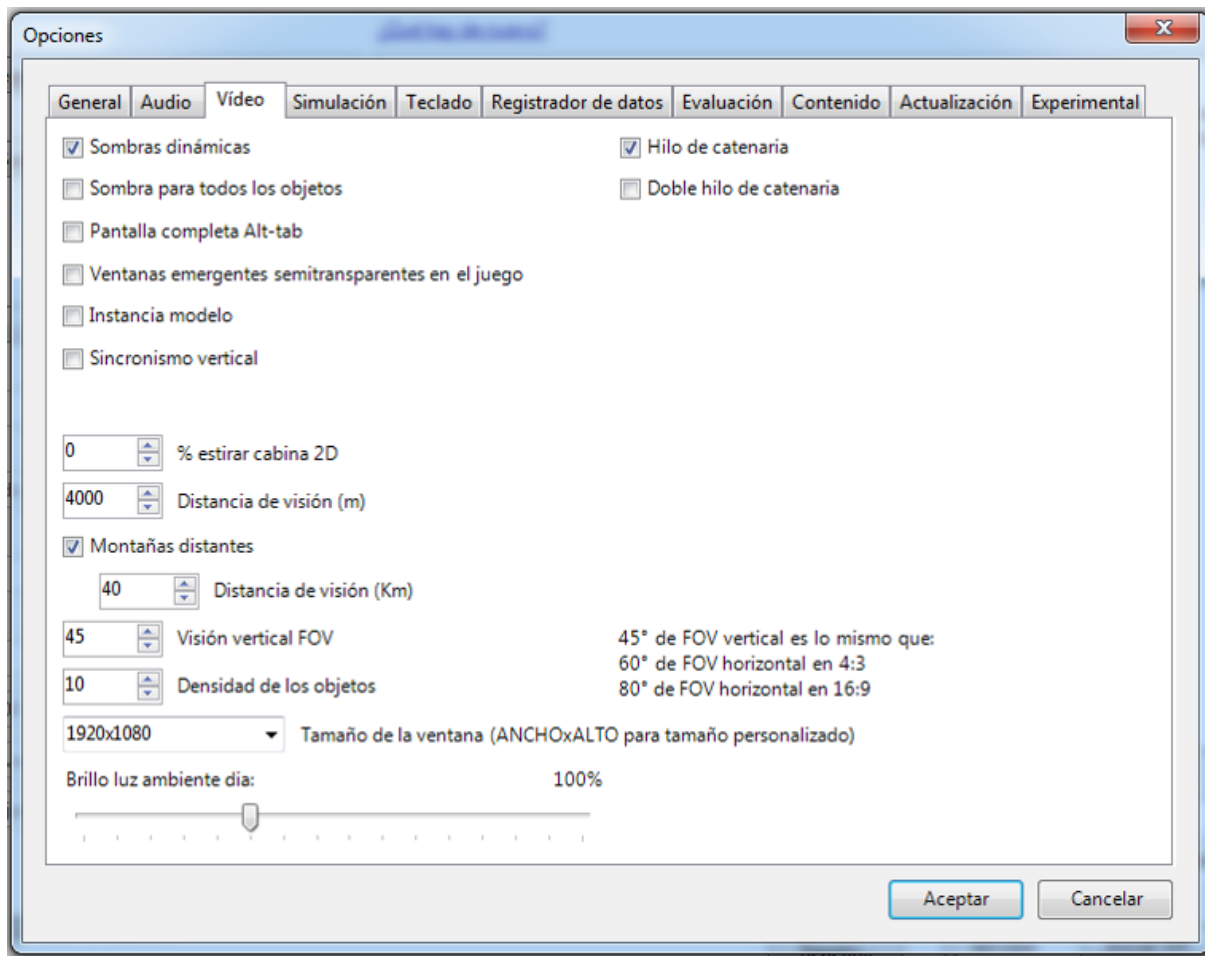 Opciones
¿Qué hay de nuevo?
General Audio Vídeo Simulación Teclado Registrador de datos Evaluación Contenido Actualización Experimental
Sombras dinámicas
Hilo de catenaria
Sombra para todos los objetos
Doble hilo de catenaria
Pantalla completa Alt-tab
Ventanas emergentes semitransparentes en el juego
Instancia modelo
Sincronismo vertical
0 % estirar cabina 2D
4000 Distancia de visión (m)
Montañas distantes
40 Distancia de visión (Km)
45 Visión vertical FOV
10 Densidad de los objetos
45° de FOV vertical es lo mismo que:
60° de FOV horizontal en 4:3
80° de FOV horizontal en 16:9
1920x1080 Tamaño de la ventana (ANCHOxALTO para tamaño personalizado)
Brillo luz ambiente dia: 100%
Aceptar Cancelar